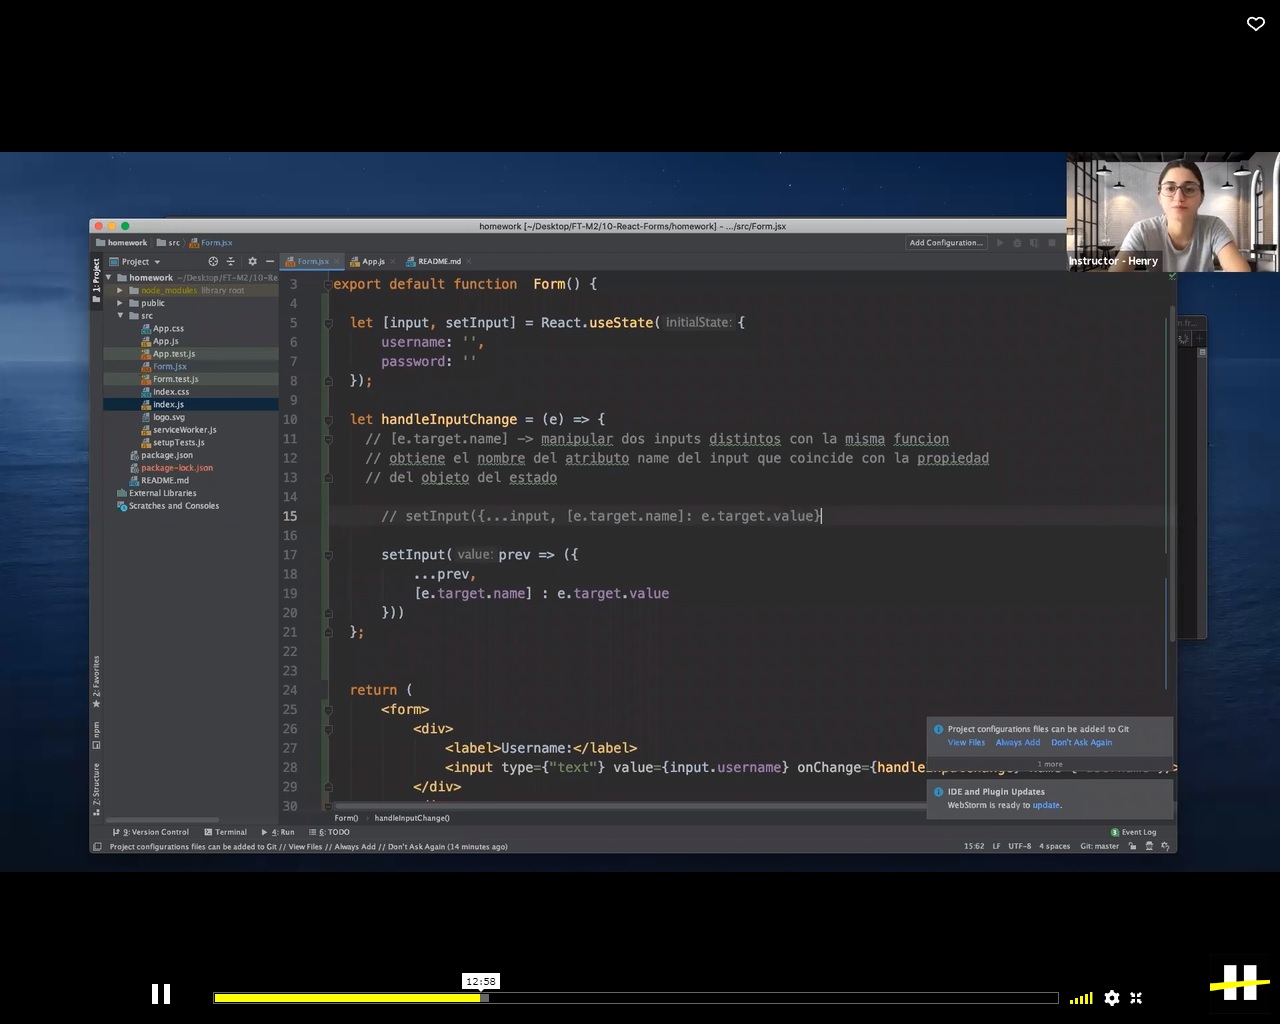 homework [~/Desktop/FT-M2/10-React-Forms/homework] - .../src/Form.jsx
Instructor - Henry
homework src Form.jsx
Add Configuration...
Project
Form.jsx App.js README.md
1: Project
homework ~/Desktop/FT-M2/10-Re
node_modules library root
public
src
App.css
App.js
App.test.js
Form.jsx
Form.test.js
index.css
index.js
logo.svg
serviceWorker.js
setupTests.js
package.json
package-lock.json
README.md
External Libraries
Scratches and Consoles
2: Favorites
npm
Z: Structure
3 export default function Form() {
4
5 let [input, setInput] = React.useState( initialState: {
6 username: '',
7 password: ''
8 });
9
10 let handleInputChange = (e) => {
11 // [e.target.name] -> manipular dos inputs distintos con la misma funcion
12 // obtiene el nombre del atributo name del input que coincide con la propiedad
13 // del objeto del estado
14
15 // setInput({...input, [e.target.name]: e.target.value}
16
17 setInput( value: prev => ({
18 ...prev,
19 [e.target.name] : e.target.value
20 }))
21 };
22
23
24 return (
25 <form>
26 <div>
27 <label>Username:</label>
28 <input type={"text"} value={input.username} onChange={handle
29 </div>
30
Project configurations files can be added to Git
View Files Always Add Don't Ask Again
1 more
IDE and Plugin Updates
WebStorm is ready to update.
Form() › handleInputChange()
9: Version Control Terminal 4: Run 6: TODO
Event Log
Project configurations files can be added to Git // View Files // Always Add // Don't Ask Again (14 minutes ago)
15:62 LF UTF-8 4 spaces Git: master
12:58